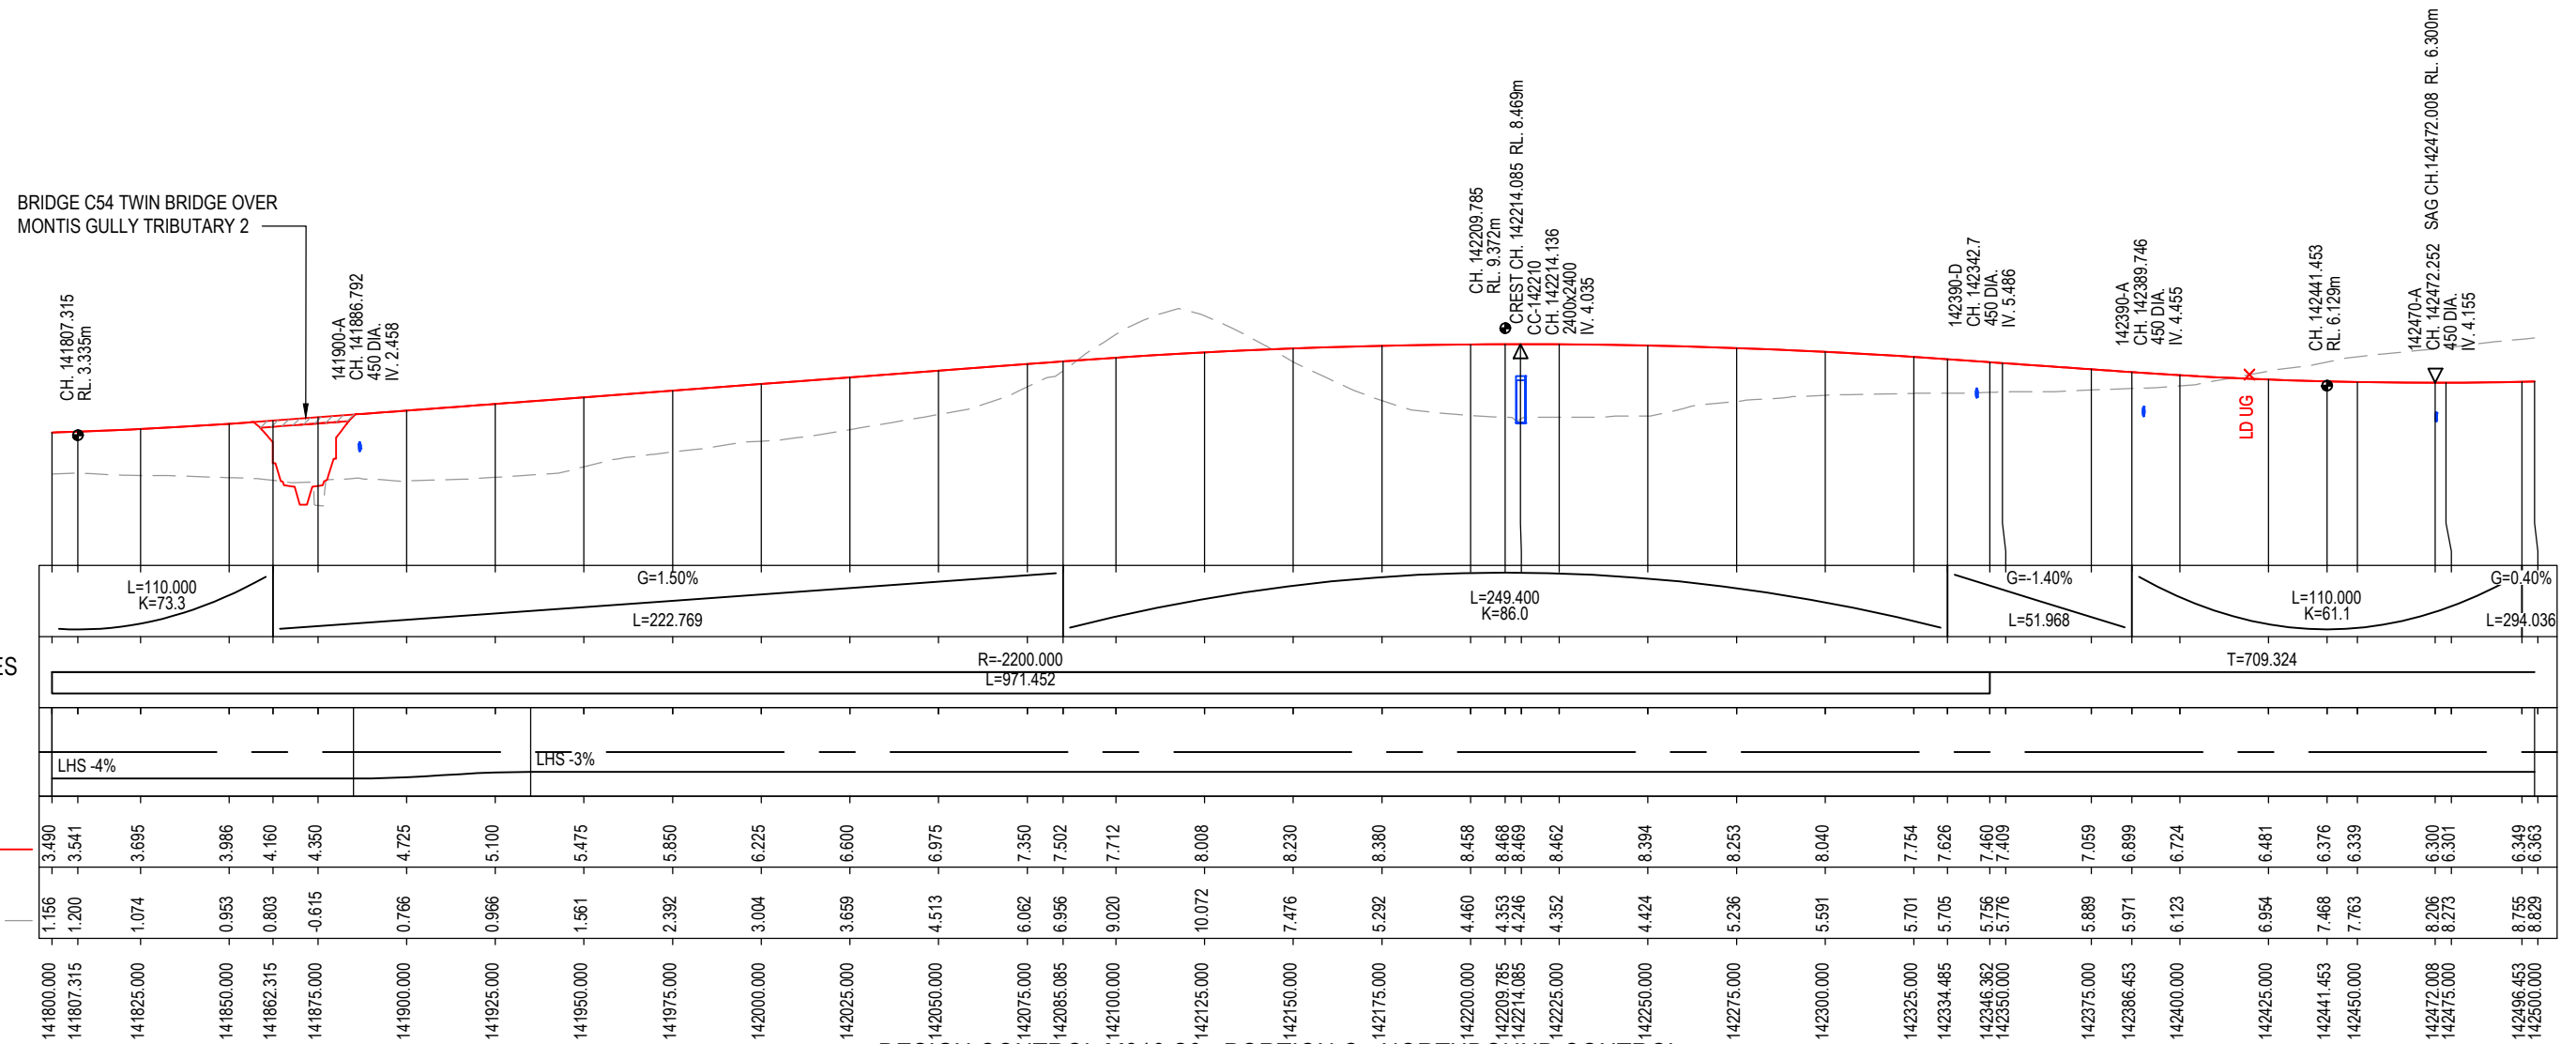 BRIDGE C54 TWIN BRIDGE OVER
MONTIS GULLY TRIBUTARY 2
CH. 141807.315
RL. 3.335m
141900-A
CH. 141886.792
450 DIA.
IV. 2.458
CH. 142209.785
RL. 9.372m
CREST CH. 142214.085 RL. 8.469m
CC-142210
CH. 142214.136
2400x2400
IV. 4.035
142390-D
CH. 142342.7
450 DIA.
IV. 5.486
142390-A
CH. 142389.746
450 DIA.
IV. 4.455
LD UG
CH. 142441.453
RL. 6.129m
142470-A
CH. 142472.252 SAG CH.142472.008 RL. 6.300m
450 DIA.
IV. 4.155
L=110.000
K=73.3
G=1.50%
L=222.769
L=249.400
K=86.0
G=-1.40%
L=51.968
L=110.000
K=61.1
G=0.40%
L=294.036
ES
R=-2200.000
L=971.452
T=709.324
LHS -4%
LHS -3%
3.490 3.541 3.695 3.986 4.160 4.350 4.725 5.100 5.475 5.850 6.225 6.600 6.975 7.350 7.502 7.712 8.008 8.230 8.380 8.458 8.468 8.469 8.462 8.394 8.253 8.040 7.754 7.626 7.460 7.409 7.059 6.899 6.724 6.481 6.376 6.339 6.300 6.301 6.349 6.363
1.156 1.200 1.074 0.953 0.803 -0.615 0.766 0.966 1.561 2.392 3.004 3.659 4.513 6.062 6.956 9.020 10.072 7.476 5.292 4.460 4.353 4.246 4.352 4.424 5.236 5.591 5.701 5.705 5.756 5.776 5.889 5.971 6.123 6.954 7.468 7.763 8.206 8.273 8.755 8.829
141800.000 141807.315 141825.000 141850.000 141862.315 141875.000 141900.000 141925.000 141950.000 141975.000 142000.000 142025.000 142050.000 142075.000 142085.085 142100.000 142125.000 142150.000 142175.000 142200.000 142209.785 142214.085 142225.000 142250.000 142275.000 142300.000 142325.000 142334.485 142346.362 142350.000 142375.000 142386.453 142400.000 142425.000 142441.453 142450.000 142472.008 142475.000 142496.453 142500.000